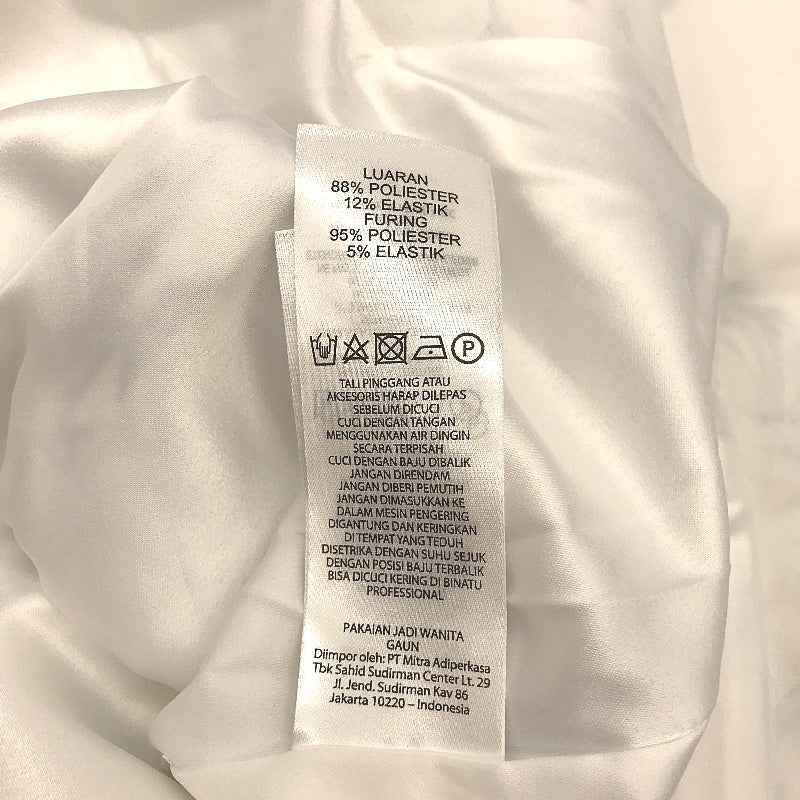 LUARAN
88% POLIESTER
12% ELASTIK
FURING
95% POLIESTER
5% ELASTIK
P
TALI PINGGANG ATAU
AKSESORIS HARAP DILEPAS
SEBELUM DICUCI
CUCI DENGAN TANGAN
MENGGUNAKAN AIR DINGIN
SECARA TERPISAH
CUCI DENGAN BAJU DIBALIK
JANGAN DIRENDAM
JANGAN DIBERI PEMUTIH
JANGAN DIMASUKKAN KE
DALAM MESIN PENGERING
DIGANTUNG DAN KERINGKAN
DI TEMPAT YANG TEDUH
DISETRIKA DENGAN SUHU SEJUK
DENGAN POSISI BAJU TERBALIK
BISA DICUCI KERING DI BINATU
PROFESSIONAL
PAKAIAN JADI WANITA
GAUN
Diimpor oleh: PT Mitra Adiperkasa
Tbk Sahid Sudirman Center Lt. 29
Jl. Jend. Sudirman Kav 86
Jakarta 10220 – Indonesia